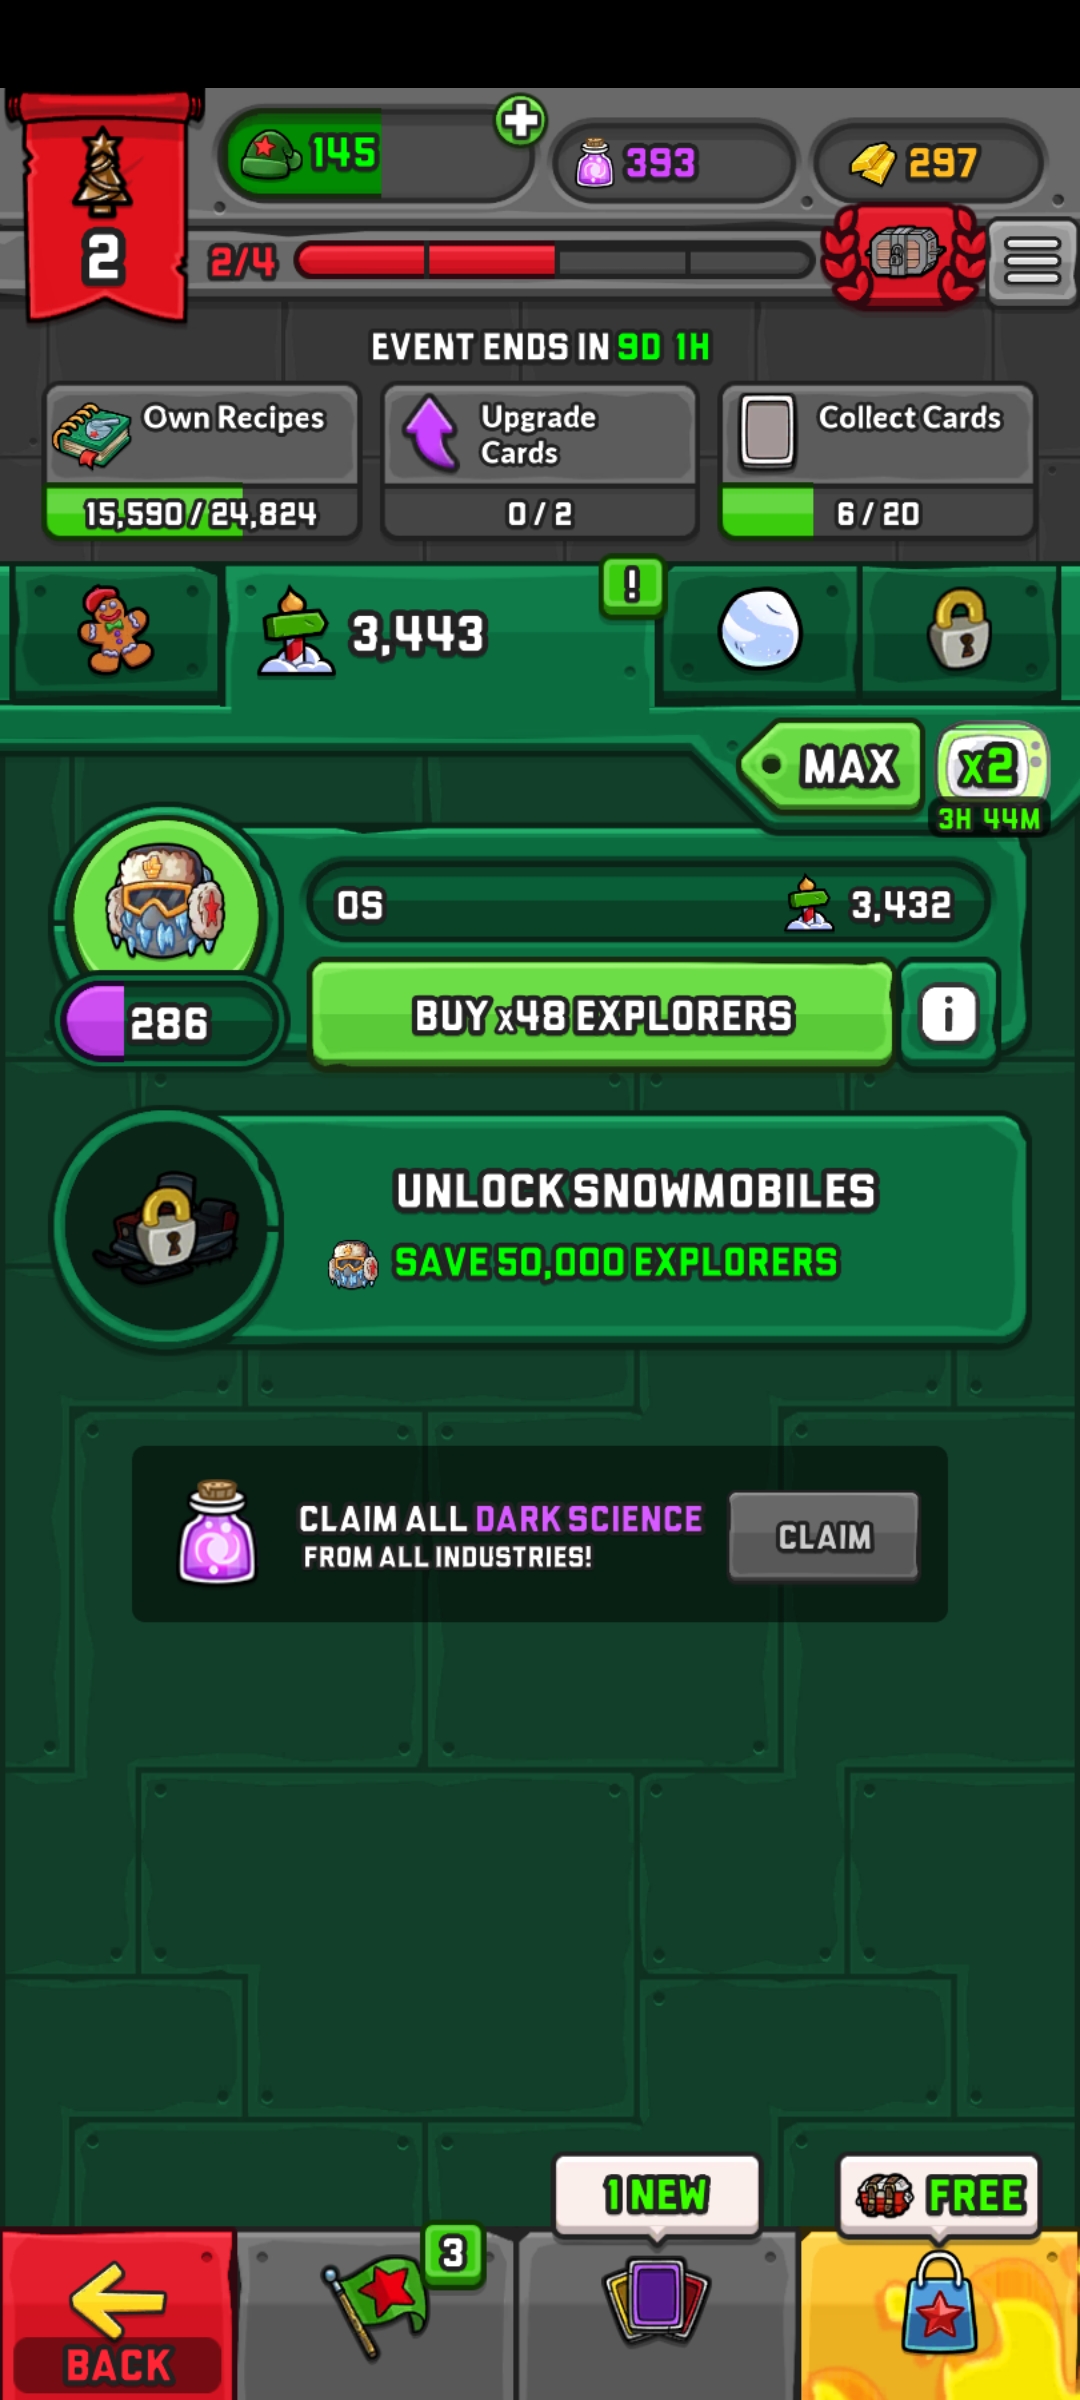 145
393
297
2
2/4
EVENT ENDS IN 9D 1H
Own Recipes
15,590/24,824
Upgrade
Cards
0/2
Collect Cards
6/20
!
3,443
MAX
x2
3H 44M
0S
3,432
286
BUY x48 EXPLORERS
i
UNLOCK SNOWMOBILES
SAVE 50,000 EXPLORERS
CLAIM ALL DARK SCIENCE
FROM ALL INDUSTRIES!
CLAIM
1 NEW
FREE
3
BACK